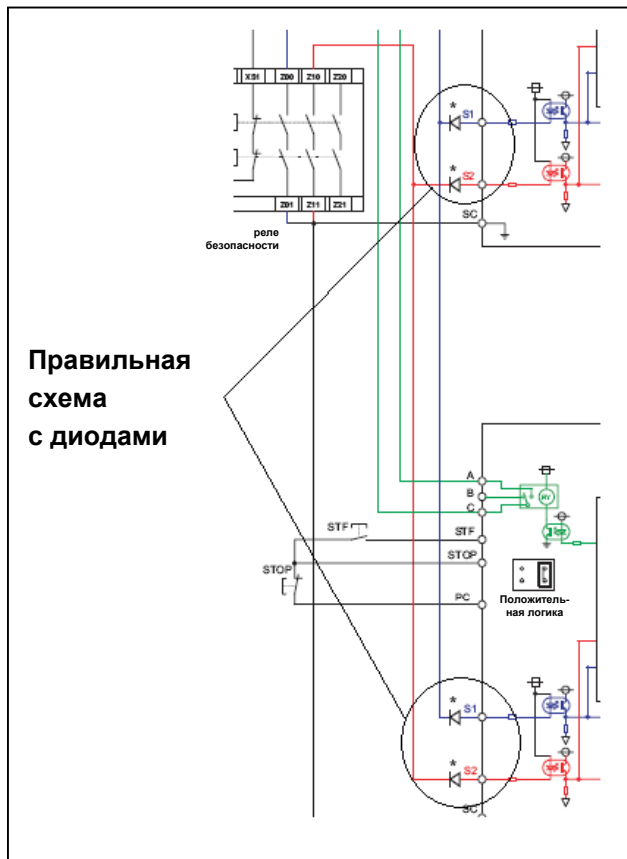 XS1 Z00 Z10 Z20
Z01 Z11 Z21
реле
безопасности
* S1
* S2
SC
Правильная
схема
с диодами
A
B
C
RY
STF
STF
STOP
STOP
PC
Положитель-
ная логика
* S1
* S2
SC